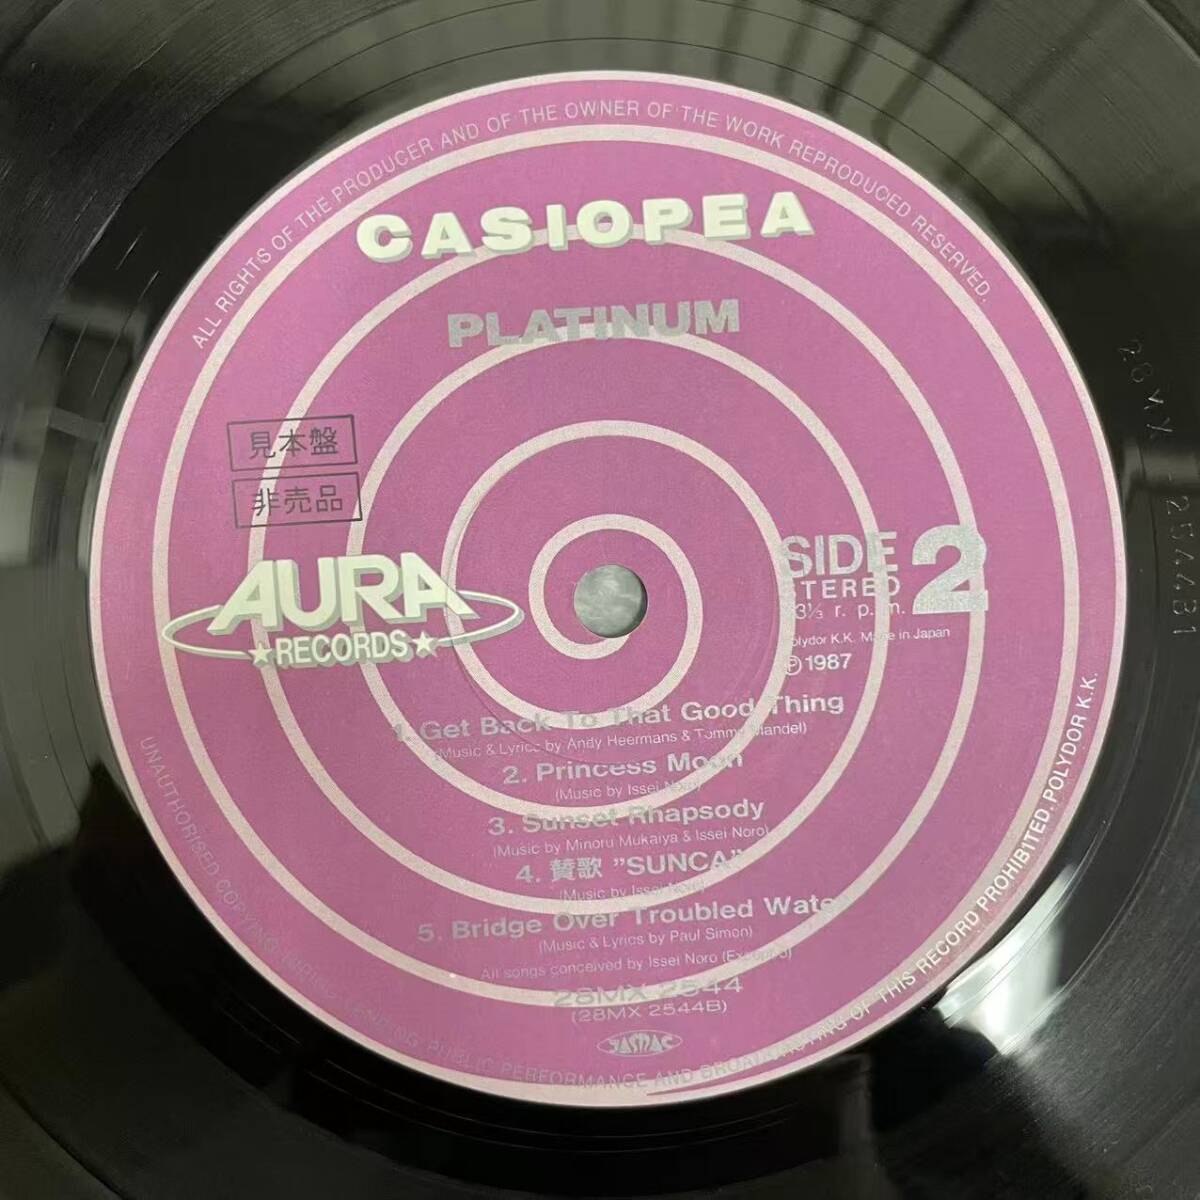 ALL RIGHTS OF THE PRODUCER AND OF THE OWNER OF THE WORK REPRODUCED RESERVED.
CASIOPEA
PLATINUM
見本盤
非売品
AURA
★RECORDS★
SIDE 2
STEREO
33⅓ r. p. m.
Polydor K.K. Made in Japan
Ⓟ1987
1. Get Back To That Good Thing
(Music & Lyrics by Andy Heermans & Tommy Mandel)
2. Princess Moon
(Music by Issei Noro)
3. Sunset Rhapsody
(Music by Minoru Mukaiya & Issei Noro)
4. 賛歌 "SUNCA"
(Music by Issei Noro)
5. Bridge Over Troubled Water
(Music & Lyrics by Paul Simon)
All songs conceived by Issei Noro (Except 5)
28MX 2544
(28MX 2544B)
JASRAC
UNAUTHORISED COPYING, HIRING, LENDING, PUBLIC PERFORMANCE AND BROADCASTING OF THIS RECORD PROHIBITED. POLYDOR K.K.
28MX-2544B1